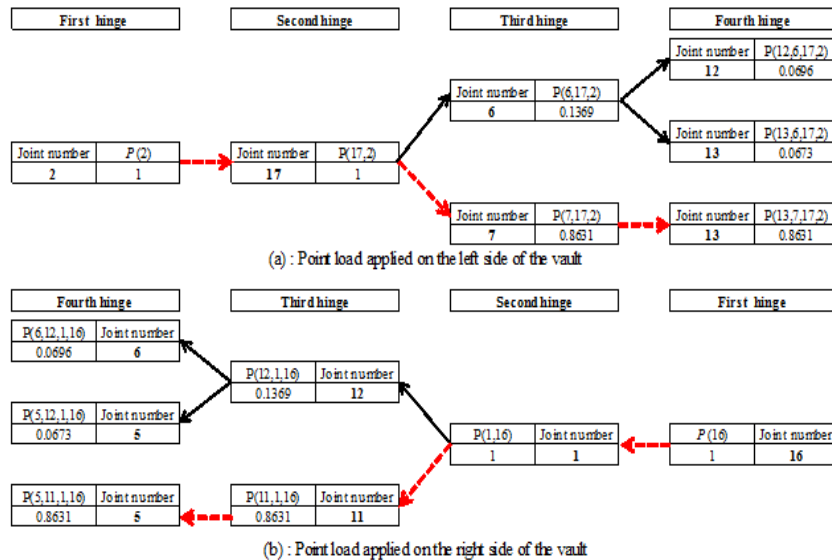 First hinge Second hinge Third hinge Fourth hinge
Joint number P(12,6,17,2)
12 0.0696
Joint number P(6,17,2)
6 0.1369
Joint number P(13,6,17,2)
13 0.0673
Joint number P(2) Joint number P(17,2)
2 1 17 1
Joint number P(7,17,2) Joint number P(13,7,17,2)
7 0.8631 13 0.8631
(a) : Point load applied on the left side of the vault
Fourth hinge Third hinge Second hinge First hinge
P(6,12,1,16) Joint number
0.0696 6
P(12,1,16) Joint number
0.1369 12
P(5,12,1,16) Joint number
0.0673 5
P(1,16) Joint number P(16) Joint number
1 1 1 16
P(5,11,1,16) Joint number P(11,1,16) Joint number
0.8631 5 0.8631 11
(b) : Point load applied on the right side of the vault